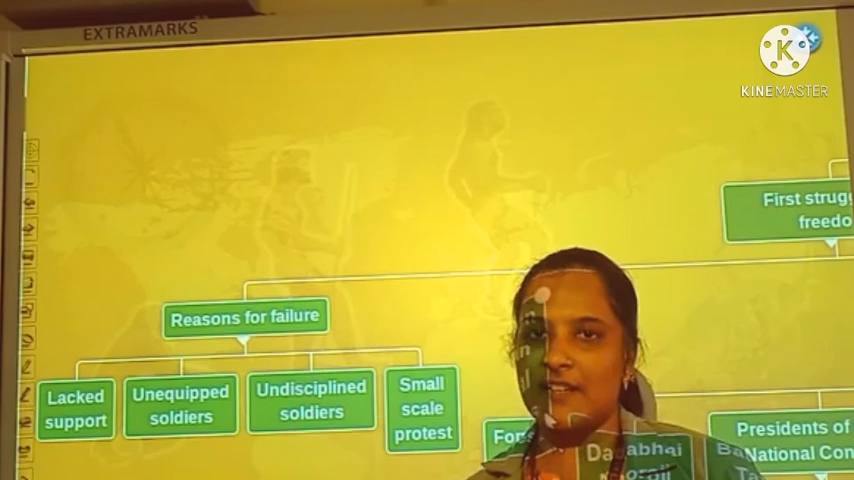 EXTRAMARKS
KINEMASTER
First
freedo
Reasons for failure
Lacked
support
Unequipped
soldiers
Undisciplined
soldiers
Small
scale
protest
Dadabhai
Presidents of
National Con